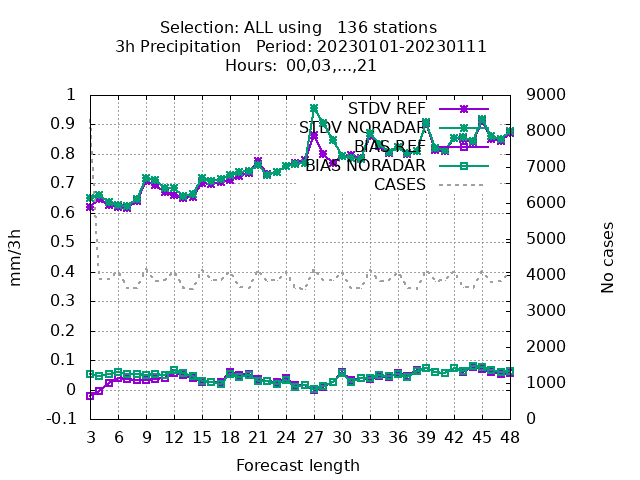 Selection: ALL using   136 stations
3h Precipitation   Period: 20230101-20230111
Hours:  00,03,...,21
STDV REF
STDV NORADAR
BIAS REF
BIAS NORADAR
CASES
1
0.9
0.8
0.7
0.6
0.5
0.4
0.3
0.2
0.1
0
-0.1
mm/3h
9000
8000
7000
6000
5000
4000
3000
2000
1000
0
No cases
3 6 9 12 15 18 21 24 27 30 33 36 39 42 45 48
Forecast length